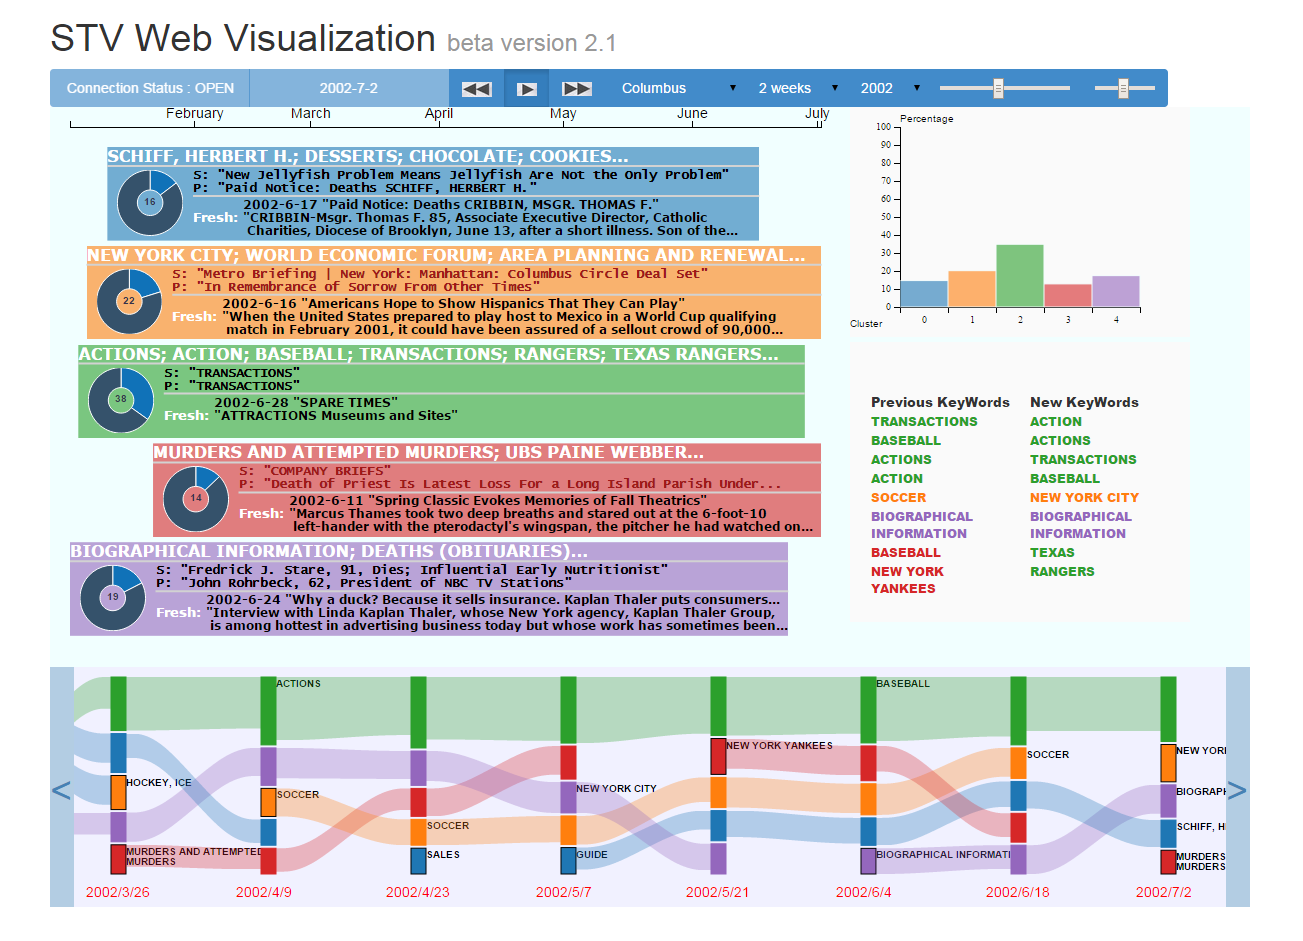 STV Web Visualization beta version 2.1
Connection Status : OPEN 2002-7-2 Columbus 2 weeks 2002
February March April May June July
SCHIFF, HERBERT H.; DESSERTS; CHOCOLATE; COOKIES...
16
S: "New Jellyfish Problem Means Jellyfish Are Not the Only Problem"
P: "Paid Notice: Deaths SCHIFF, HERBERT H."
Fresh: 2002-6-17 "Paid Notice: Deaths CRIBBIN, MSGR. THOMAS F."
"CRIBBIN-Msgr. Thomas F. 85, Associate Executive Director, Catholic
Charities, Diocese of Brooklyn, June 13, after a short illness. Son of the...
NEW YORK CITY; WORLD ECONOMIC FORUM; AREA PLANNING AND RENEWAL...
22
S: "Metro Briefing | New York: Manhattan: Columbus Circle Deal Set"
P: "In Remembrance of Sorrow From Other Times"
Fresh: 2002-6-16 "Americans Hope to Show Hispanics That They Can Play"
"When the United States prepared to play host to Mexico in a World Cup qualifying
match in February 2001, it could have been assured of a sellout crowd of 90,000...
ACTIONS; ACTION; BASEBALL; TRANSACTIONS; RANGERS; TEXAS RANGERS...
38
S: "TRANSACTIONS"
P: "TRANSACTIONS"
Fresh: 2002-6-28 "SPARE TIMES"
"ATTRACTIONS Museums and Sites"
MURDERS AND ATTEMPTED MURDERS; UBS PAINE WEBBER...
14
S: "COMPANY BRIEFS"
P: "Death of Priest Is Latest Loss For a Long Island Parish Under...
Fresh: 2002-6-11 "Spring Classic Evokes Memories of Fall Theatrics"
"Marcus Thames took two deep breaths and stared out at the 6-foot-10
left-hander with the pterodactyl's wingspan, the pitcher he had watched on...
BIOGRAPHICAL INFORMATION; DEATHS (OBITUARIES)...
19
S: "Fredrick J. Stare, 91, Dies; Influential Early Nutritionist"
P: "John Rohrbeck, 62, President of NBC TV Stations"
Fresh: 2002-6-24 "Why a duck? Because it sells insurance. Kaplan Thaler puts consumers...
"Interview with Linda Kaplan Thaler, whose New York agency, Kaplan Thaler Group,
is among hottest in advertising business today but whose work has sometimes been...
Percentage
100
90
80
70
60
50
40
30
20
10
0
Cluster 0 1 2 3 4
Previous KeyWords New KeyWords
TRANSACTIONS ACTION
BASEBALL ACTIONS
ACTIONS TRANSACTIONS
ACTION BASEBALL
SOCCER NEW YORK CITY
BIOGRAPHICAL BIOGRAPHICAL
INFORMATION INFORMATION
BASEBALL TEXAS
NEW YORK RANGERS
YANKEES
< >
ACTIONS BASEBALL
NEW YORK YANKEES
NEW YORK
SOCCER
HOCKEY, ICE
NEW YORK CITY
BIOGRAPH
SOCCER
SOCCER
SCHIFF, H
MURDERS AND ATTEMPTED
MURDERS
SALES
GUIDE
BIOGRAPHICAL INFORMATI
MURDERS
MURDERS
2002/3/26 2002/4/9 2002/4/23 2002/5/7 2002/5/21 2002/6/4 2002/6/18 2002/7/2